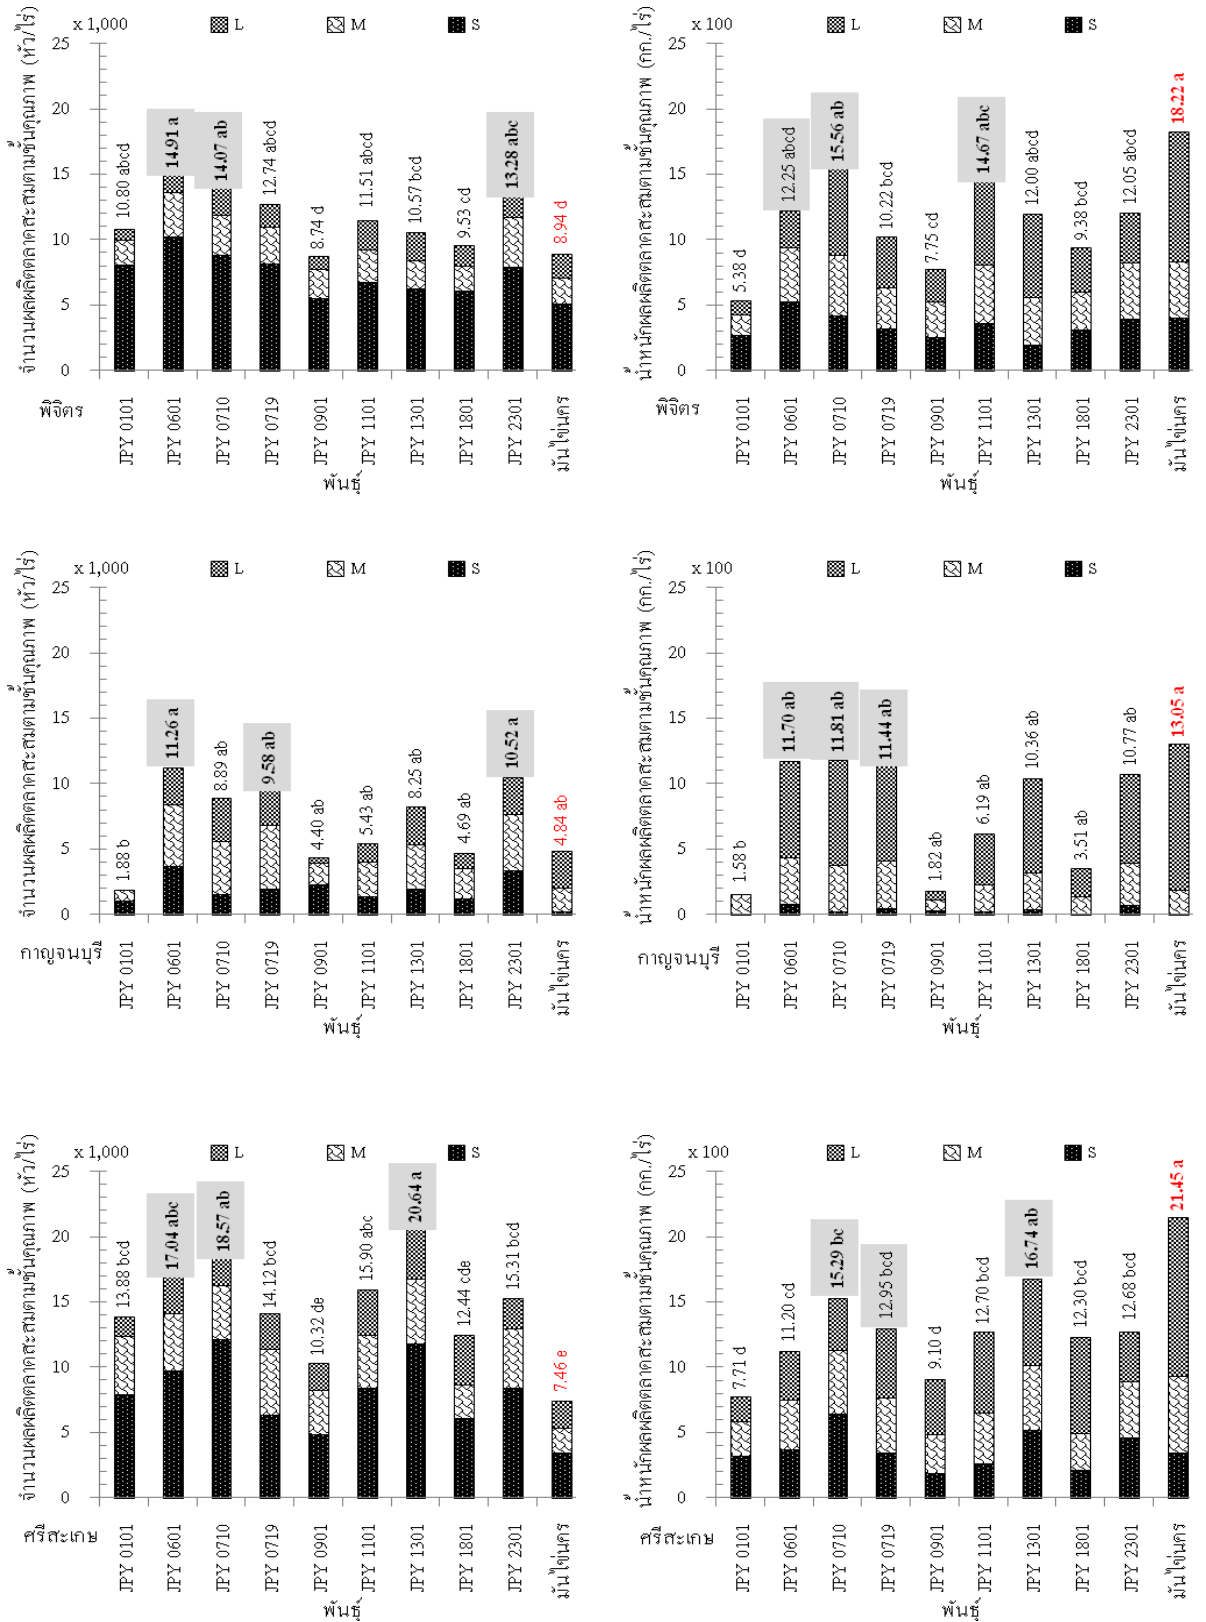 x 1,000 L M S
จำนวนผลผลิตตลาดสะสมตามชั้นคุณภาพ (หัว/ไร่)
25
20
15
10
5
0
10.80 abcd
14.91 a
14.07 ab
12.74 abcd
8.74 d
11.51 abcd
10.57 bcd
9.53 cd
13.28 abc
8.94 d
พิจิตร
JPY 0101
JPY 0601
JPY 0710
JPY 0719
JPY 0901
JPY 1101
JPY 1301
JPY 1801
JPY 2301
มันไข่นคร
พันธุ์
x 100 L M S
น้ำหนักผลผลิตตลาดสะสมตามชั้นคุณภาพ (กก./ไร่)
25
20
15
10
5
0
5.38 d
12.25 abcd
15.56 ab
10.22 bcd
7.75 cd
14.67 abc
12.00 abcd
9.38 bcd
12.05 abcd
18.22 a
พิจิตร
JPY 0101
JPY 0601
JPY 0710
JPY 0719
JPY 0901
JPY 1101
JPY 1301
JPY 1801
JPY 2301
มันไข่นคร
พันธุ์
x 1,000 L M S
จำนวนผลผลิตตลาดสะสมตามชั้นคุณภาพ (หัว/ไร่)
25
20
15
10
5
0
1.88 b
11.26 a
8.89 ab
9.58 ab
4.40 ab
5.43 ab
8.25 ab
4.69 ab
10.52 a
4.84 ab
กาญจนบุรี
JPY 0101
JPY 0601
JPY 0710
JPY 0719
JPY 0901
JPY 1101
JPY 1301
JPY 1801
JPY 2301
มันไข่นคร
พันธุ์
x 100 L M S
น้ำหนักผลผลิตตลาดสะสมตามชั้นคุณภาพ (กก./ไร่)
25
20
15
10
5
0
1.58 b
11.70 ab
11.81 ab
11.44 ab
1.82 ab
6.19 ab
10.36 ab
3.51 ab
10.77 ab
13.05 a
กาญจนบุรี
JPY 0101
JPY 0601
JPY 0710
JPY 0719
JPY 0901
JPY 1101
JPY 1301
JPY 1801
JPY 2301
มันไข่นคร
พันธุ์
x 1,000 L M S
จำนวนผลผลิตตลาดสะสมตามชั้นคุณภาพ (หัว/ไร่)
25
20
15
10
5
0
13.88 bcd
17.04 abc
18.57 ab
14.12 bcd
10.32 de
15.90 abc
20.64 a
12.44 cde
15.31 bcd
7.46 e
ศรีสะเกษ
JPY 0101
JPY 0601
JPY 0710
JPY 0719
JPY 0901
JPY 1101
JPY 1301
JPY 1801
JPY 2301
มันไข่นคร
พันธุ์
x 100 L M S
น้ำหนักผลผลิตตลาดสะสมตามชั้นคุณภาพ (กก./ไร่)
25
20
15
10
5
0
7.71 d
11.20 cd
15.29 bc
12.95 bcd
9.10 d
12.70 bcd
16.74 ab
12.30 bcd
12.68 bcd
21.45 a
ศรีสะเกษ
JPY 0101
JPY 0601
JPY 0710
JPY 0719
JPY 0901
JPY 1101
JPY 1301
JPY 1801
JPY 2301
มันไข่นคร
พันธุ์